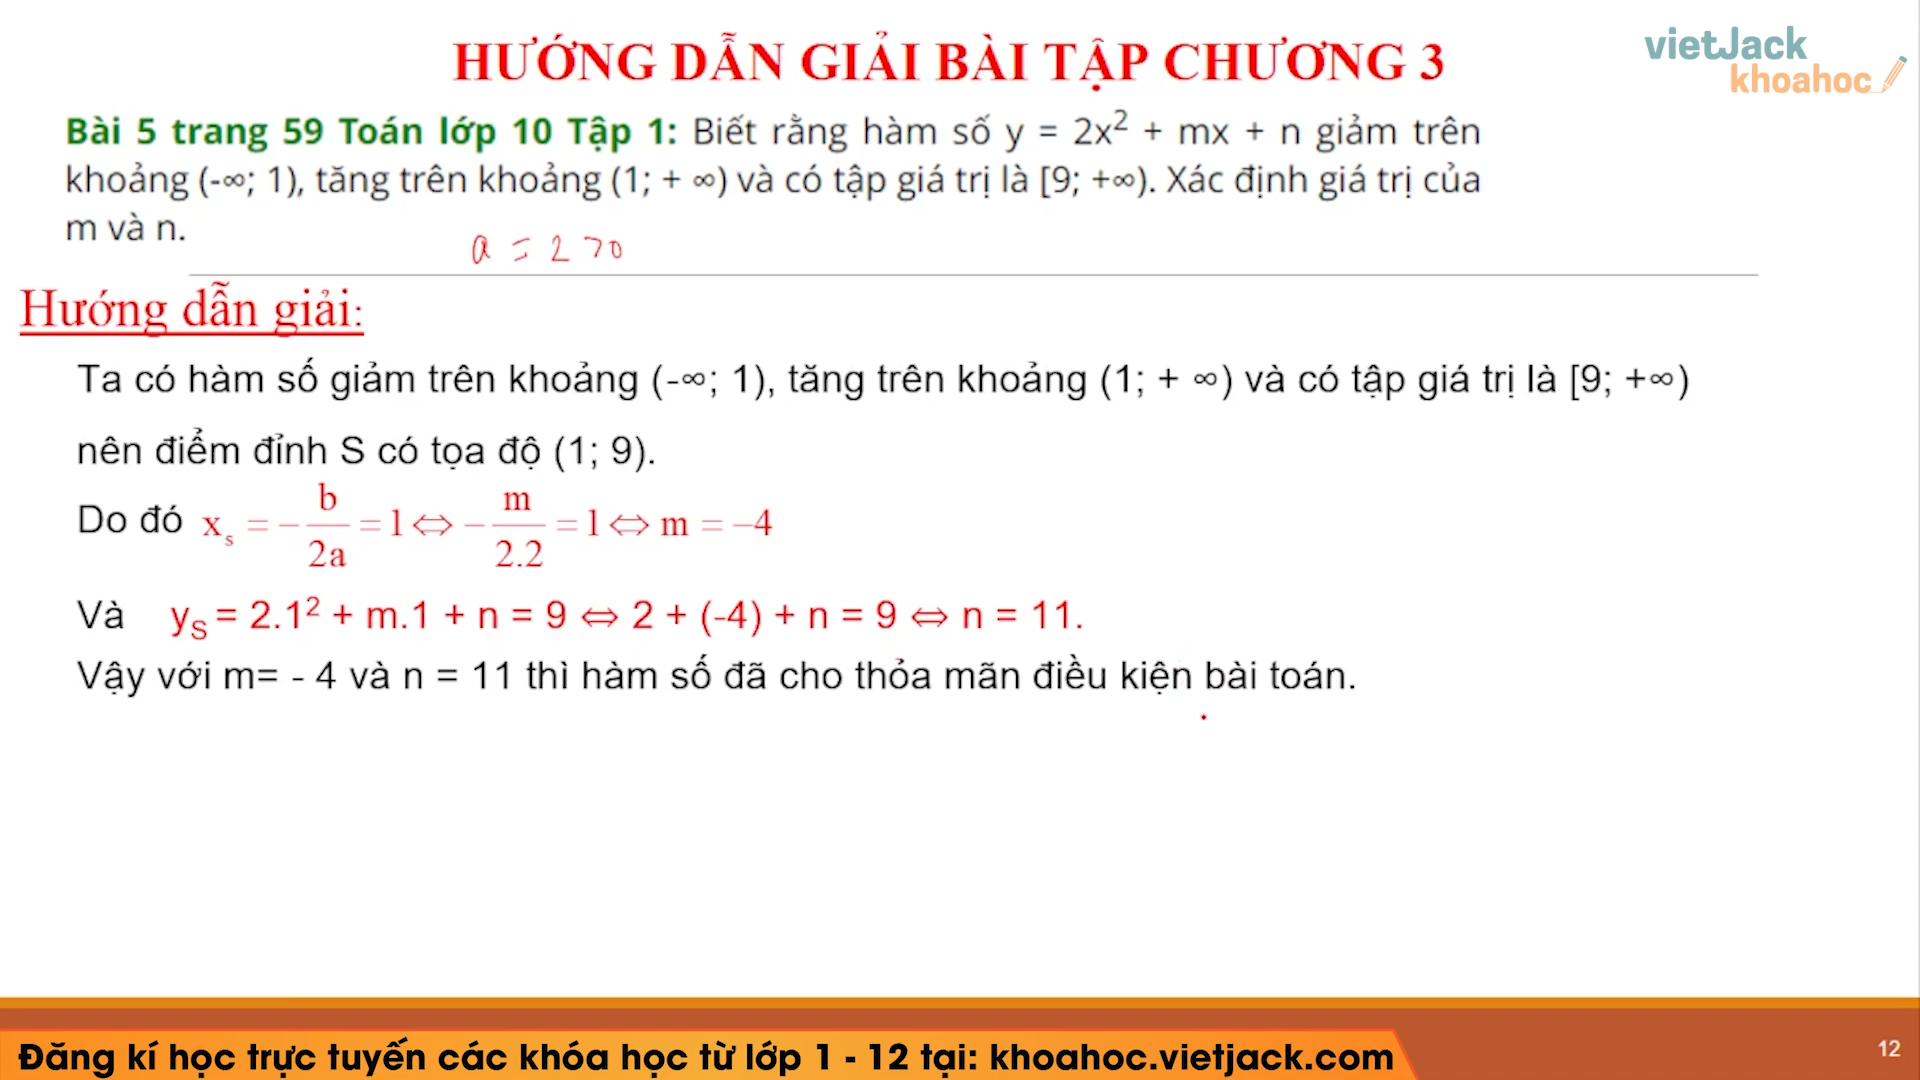 HƯỚNG DẪN GIẢI BÀI TẬP CHƯƠNG 3
vietJack
khoahoc
Bài 5 trang 59 Toán lớp 10 Tập 1: Biết rằng hàm số y = 2x² + mx + n giảm trên
khoảng (-∞; 1), tăng trên khoảng (1; + ∞) và có tập giá trị là [9; +∞). Xác định giá trị của
m và n.
a = 2 > 0
Hướng dẫn giải:
Ta có hàm số giảm trên khoảng (-∞; 1), tăng trên khoảng (1; + ∞) và có tập giá trị là [9; +∞)
nên điểm đỉnh S có tọa độ (1; 9).
Do đó xₛ = −b/2a = 1 ⇔ −m/2.2 = 1 ⇔ m = −4
Và y_S = 2.1² + m.1 + n = 9 ⇔ 2 + (-4) + n = 9 ⇔ n = 11.
Vậy với m= - 4 và n = 11 thì hàm số đã cho thỏa mãn điều kiện bài toán.
Đăng kí học trực tuyến các khóa học từ lớp 1 - 12 tại: khoahoc.vietjack.com
12